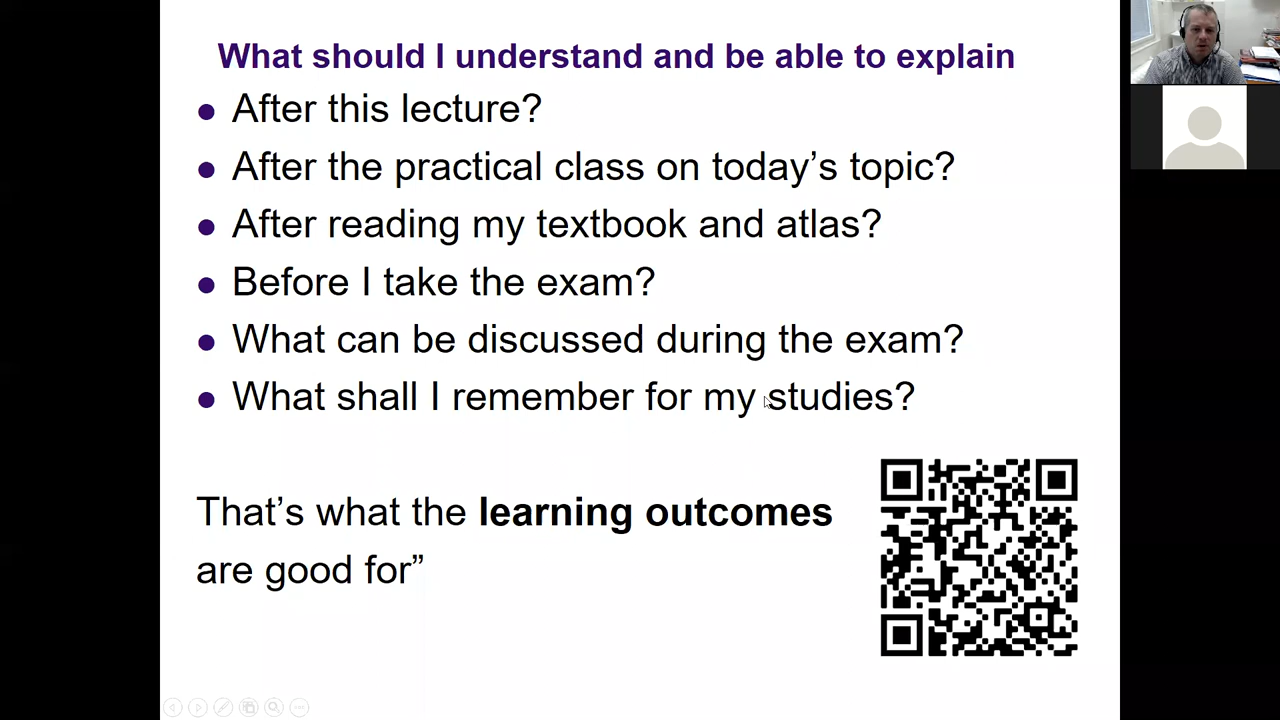 What should I understand and be able to explain
After this lecture?
After the practical class on today’s topic?
After reading my textbook and atlas?
Before I take the exam?
What can be discussed during the exam?
What shall I remember for my studies?
That’s what the learning outcomes
are good for”